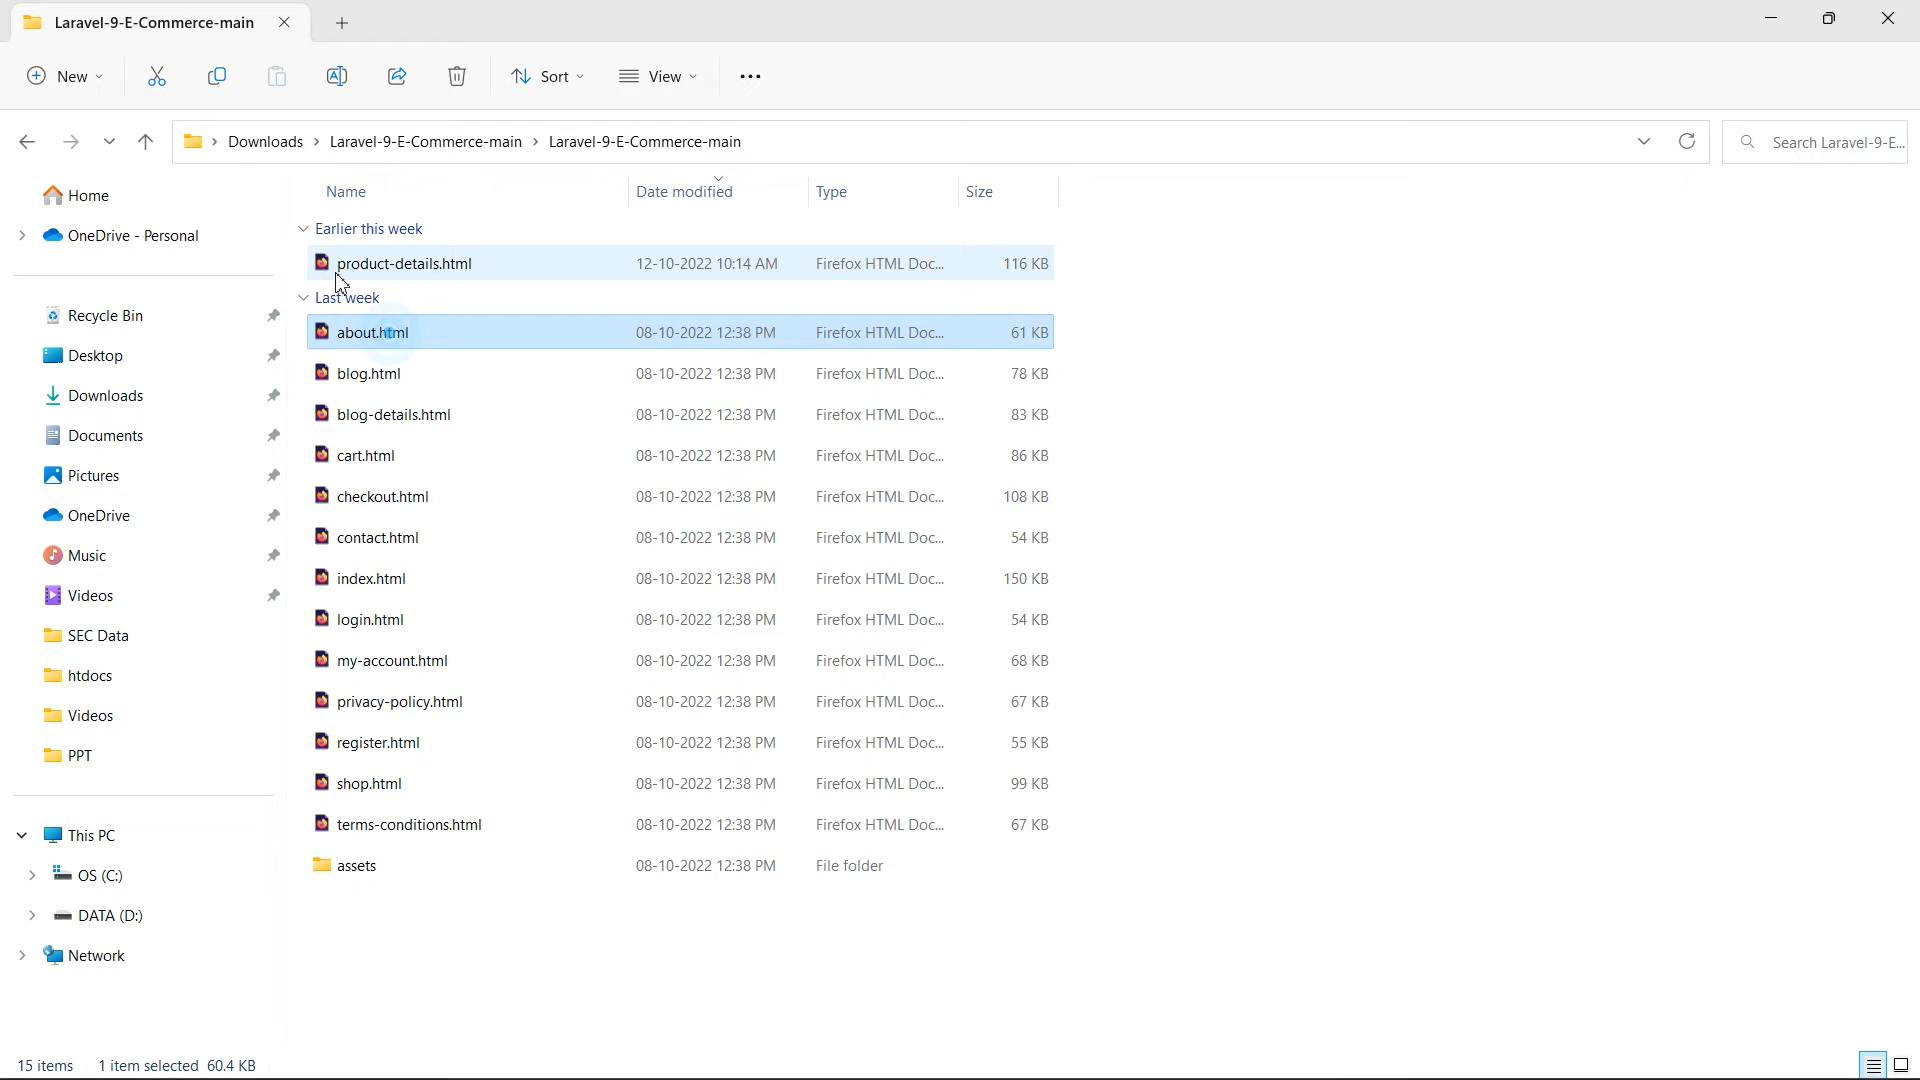 Laravel-9-E-Commerce-main
New
Sort
View
Downloads > Laravel-9-E-Commerce-main > Laravel-9-E-Commerce-main
Search Laravel-9-E...
Home
OneDrive - Personal
Recycle Bin
Desktop
Downloads
Documents
Pictures
OneDrive
Music
Videos
SEC Data
htdocs
Videos
PPT
This PC
OS (C:)
DATA (D:)
Network
Name Date modified Type Size
Earlier this week
product-details.html 12-10-2022 10:14 AM Firefox HTML Doc... 116 KB
Last week
about.html 08-10-2022 12:38 PM Firefox HTML Doc... 61 KB
blog.html 08-10-2022 12:38 PM Firefox HTML Doc... 78 KB
blog-details.html 08-10-2022 12:38 PM Firefox HTML Doc... 83 KB
cart.html 08-10-2022 12:38 PM Firefox HTML Doc... 86 KB
checkout.html 08-10-2022 12:38 PM Firefox HTML Doc... 108 KB
contact.html 08-10-2022 12:38 PM Firefox HTML Doc... 54 KB
index.html 08-10-2022 12:38 PM Firefox HTML Doc... 150 KB
login.html 08-10-2022 12:38 PM Firefox HTML Doc... 54 KB
my-account.html 08-10-2022 12:38 PM Firefox HTML Doc... 68 KB
privacy-policy.html 08-10-2022 12:38 PM Firefox HTML Doc... 67 KB
register.html 08-10-2022 12:38 PM Firefox HTML Doc... 55 KB
shop.html 08-10-2022 12:38 PM Firefox HTML Doc... 99 KB
terms-conditions.html 08-10-2022 12:38 PM Firefox HTML Doc... 67 KB
assets 08-10-2022 12:38 PM File folder
15 items 1 item selected 60.4 KB